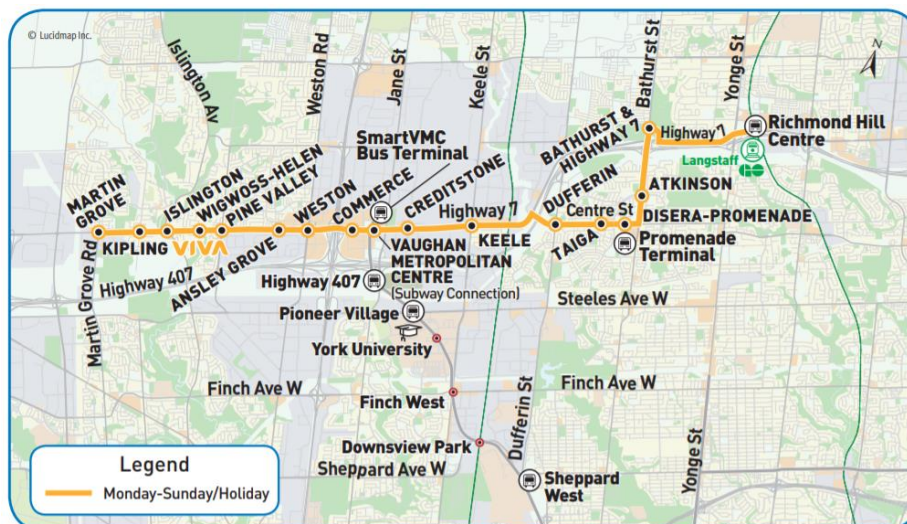 © Lucidmap Inc.
Islington Av
Weston Rd
Jane St
Keele St
Bathurst St
Yonge St
N
SmartVMC
Bus Terminal
BATHURST &
HIGHWAY 7
Highway 7
Richmond Hill
Centre
Langstaff
GO
MARTIN
GROVE
ISLINGTON
WIGWOSS-HELEN
PINE VALLEY
WESTON
COMMERCE
CREDITSTONE
Highway 7
DUFFERIN
Centre St
ATKINSON
KIPLING
VIVA
ANSLEY GROVE
VAUGHAN
METROPOLITAN
CENTRE
(Subway Connection)
KEELE
TAIGA
DISERA-PROMENADE
Promenade
Terminal
Martin Grove Rd
Highway 407
Highway 407
Steeles Ave W
Pioneer Village
York University
Finch Ave W
Finch West
Finch Ave W
Dufferin St
Yonge St
Downsview Park
Sheppard Ave W
Sheppard
West
Legend
Monday-Sunday/Holiday